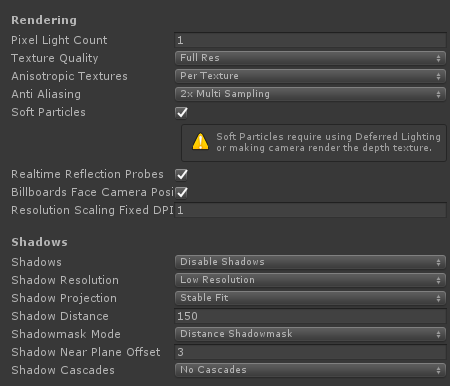 Rendering
Pixel Light Count 1
Texture Quality Full Res
Anisotropic Textures Per Texture
Anti Aliasing 2x Multi Sampling
Soft Particles
Soft Particles require using Deferred Lighting
or making camera render the depth texture.
Realtime Reflection Probes
Billboards Face Camera Posi
Resolution Scaling Fixed DPI 1
Shadows
Shadows Disable Shadows
Shadow Resolution Low Resolution
Shadow Projection Stable Fit
Shadow Distance 150
Shadowmask Mode Distance Shadowmask
Shadow Near Plane Offset 3
Shadow Cascades No Cascades